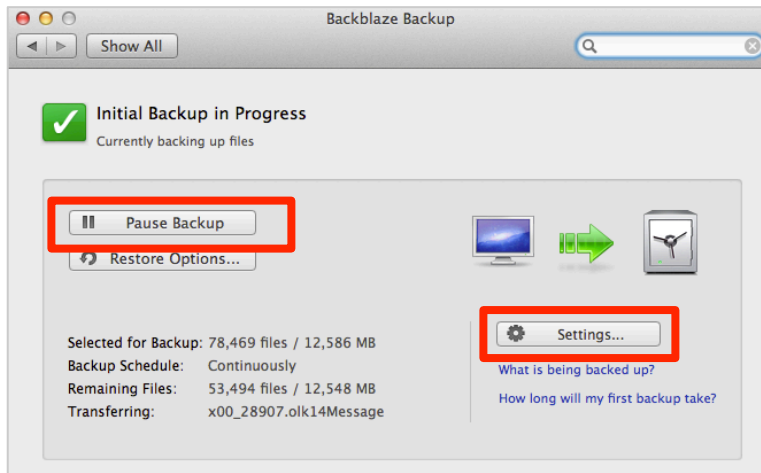 Backblaze Backup
Show All
Initial Backup in Progress
Currently backing up files
Pause Backup
Restore Options...
Selected for Backup: 78,469 files / 12,586 MB
Backup Schedule: Continuously
Remaining Files: 53,494 files / 12,548 MB
Transferring: x00_28907.olk14Message
Settings...
What is being backed up?
How long will my first backup take?